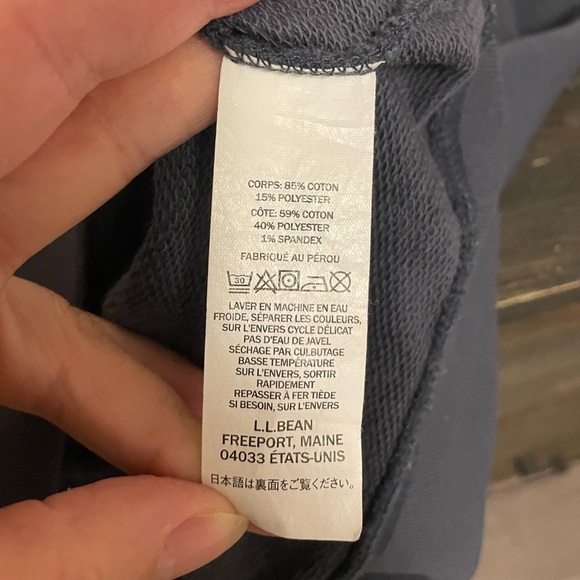 CORPS: 85% COTON
15% POLYESTER
CÔTE: 59% COTON
40% POLYESTER
1% SPANDEX
FABRIQUÉ AU PÉROU
30
LAVER EN MACHINE EN EAU
FROIDE, SÉPARER LES COULEURS,
SUR L'ENVERS CYCLE DÉLICAT
PAS D'EAU DE JAVEL
SÉCHAGE PAR CULBUTAGE
BASSE TEMPÉRATURE
SUR L'ENVERS, SORTIR
RAPIDEMENT
REPASSER À FER TIÈDE
SI BESOIN, SUR L'ENVERS
L.L.BEAN
FREEPORT, MAINE
04033 ÉTATS-UNIS
日本語は裏面をご覧ください。